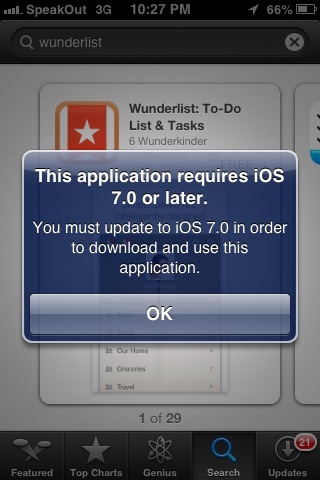 SpeakOut 3G 10:27 PM 66%
wunderlist
Wunderlist: To-Do
List & Tasks
6 Wunderkinder
FREE
This application requires iOS
7.0 or later.
You must update to iOS 7.0 in order
to download and use this
application.
OK
Inbox
Our Home
Groceries
Travel
1 of 29
Featured Top Charts Genius Search Updates
21